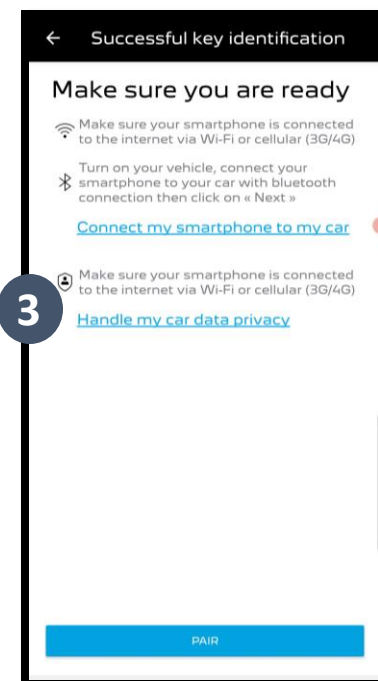 Successful key identification
Make sure you are ready
Make sure your smartphone is connected
to the internet via Wi-Fi or cellular (3G/4G)
Turn on your vehicle, connect your
smartphone to your car with bluetooth
connection then click on « Next »
Connect my smartphone to my car
Make sure your smartphone is connected
to the internet via Wi-Fi or cellular (3G/4G)
3
Handle my car data privacy
PAIR